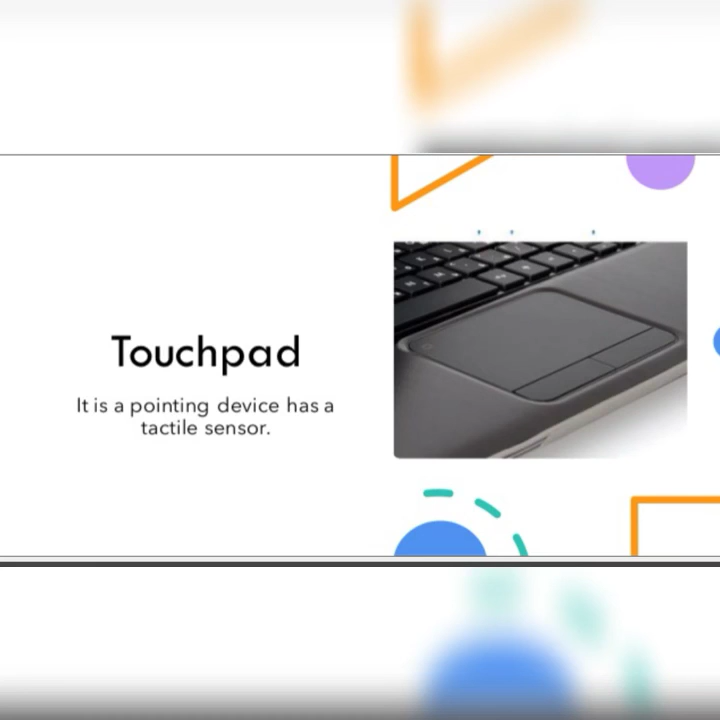 Touchpad
It is a pointing device has a
tactile sensor.